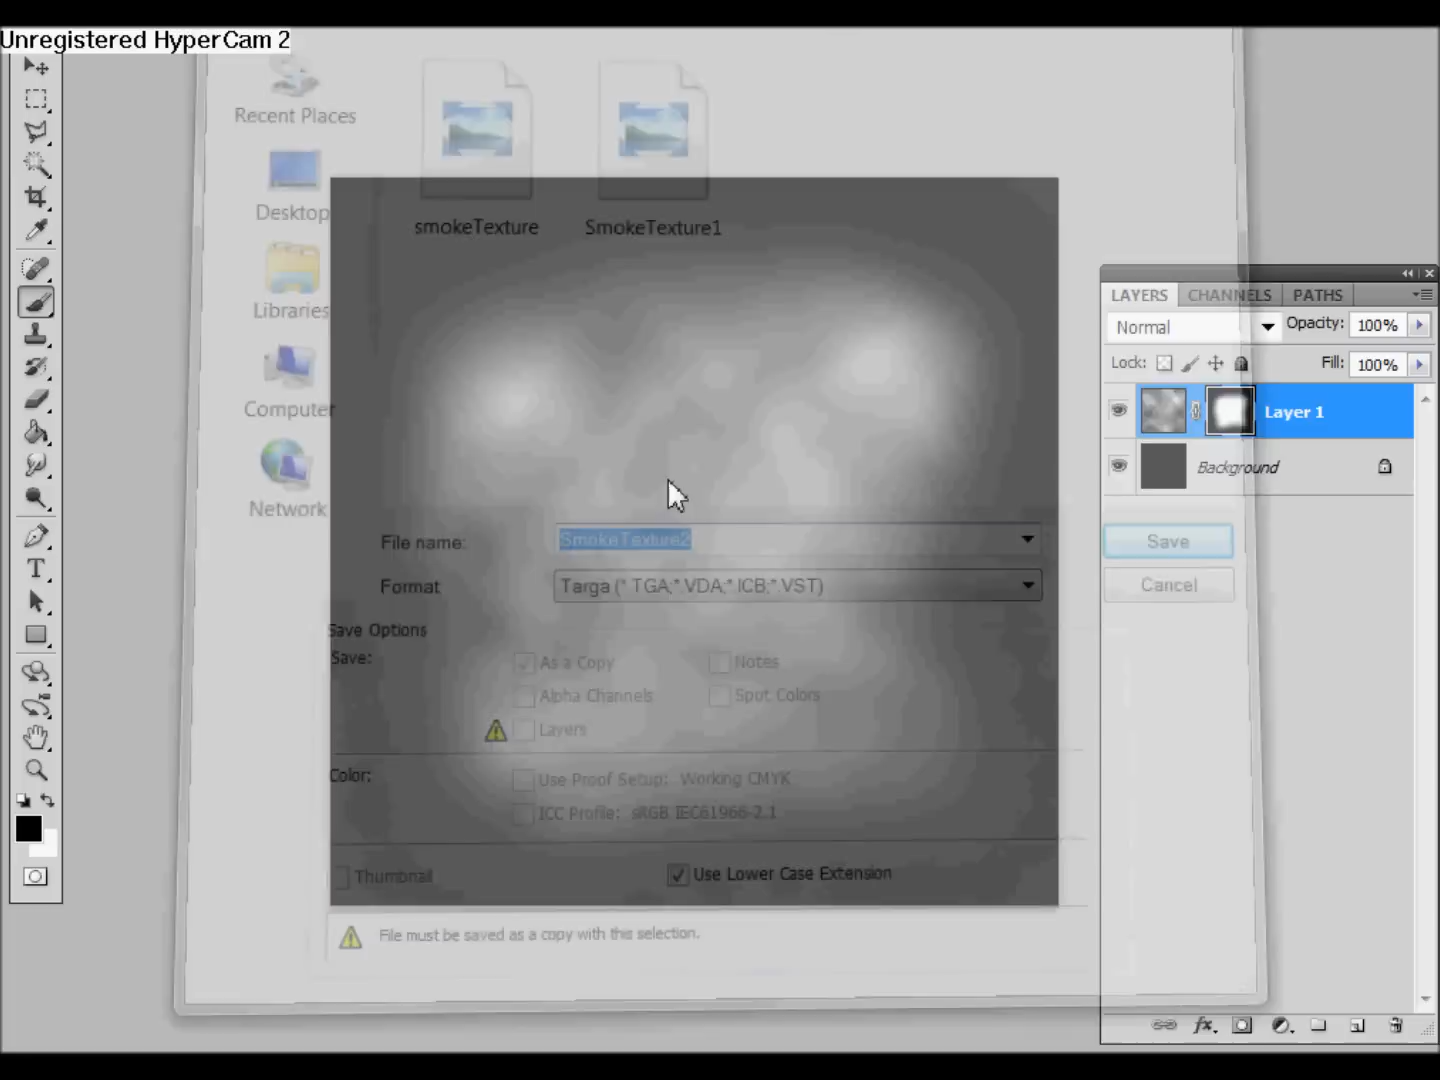 Unregistered HyperCam 2
Recent Places
Desktop
Libraries
Computer
Network
smokeTexture
SmokeTexture1
File name:
SmokeTexture2
Format
Targa (*.TGA;*.VDA;*.ICB;*.VST)
Save Options
Save:
As a Copy
Notes
Alpha Channels
Spot Colors
Layers
Color:
Use Proof Setup: Working CMYK
ICC Profile: sRGB IEC61966-2.1
Thumbnail
Use Lower Case Extension
File must be saved as a copy with this selection.
Save
Cancel
LAYERS CHANNELS PATHS
Normal
Opacity: 100%
Lock:
Fill: 100%
Layer 1
Background
T
fx